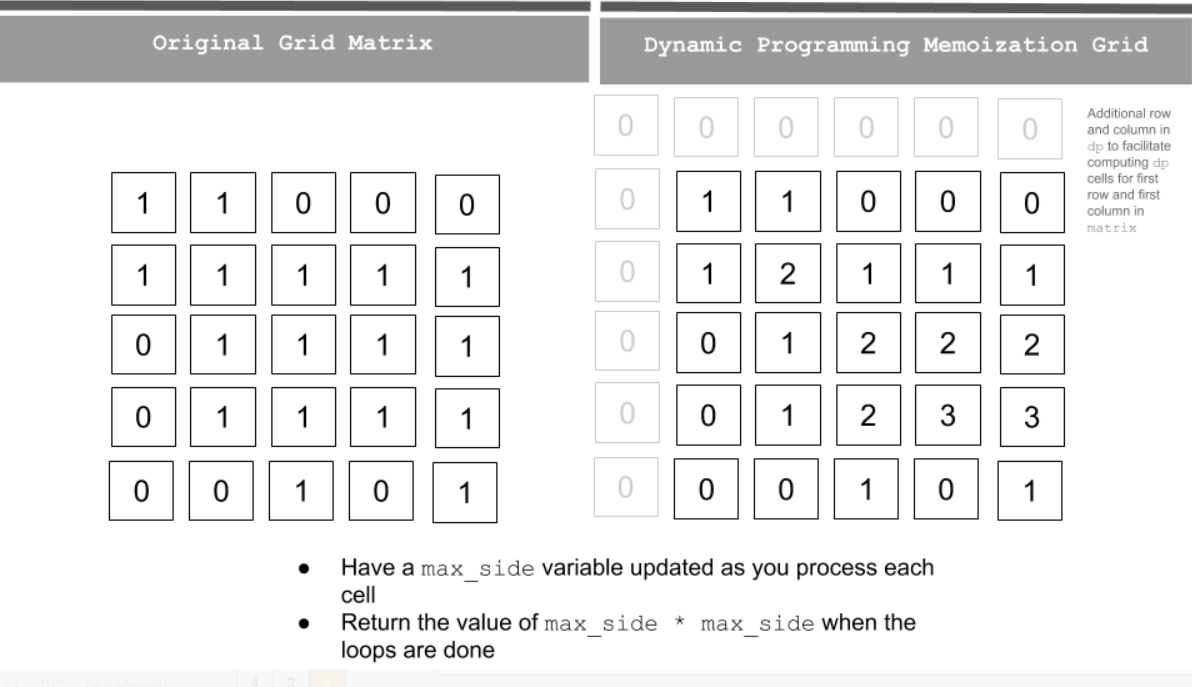 Original Grid Matrix
Dynamic Programming Memoization Grid
0 0 0 0 0 0
Additional row
and column in
dp to facilitate
computing dp
cells for first
row and first
column in
matrix
1 1 0 0 0
0 1 1 0 0 0
1 1 1 1 1
0 1 2 1 1 1
0 1 1 1 1
0 0 1 2 2 2
0 1 1 1 1
0 0 1 2 3 3
0 0 1 0 1
0 0 0 1 0 1
● Have a max_side variable updated as you process each
cell
● Return the value of max_side * max_side when the
loops are done
4 2